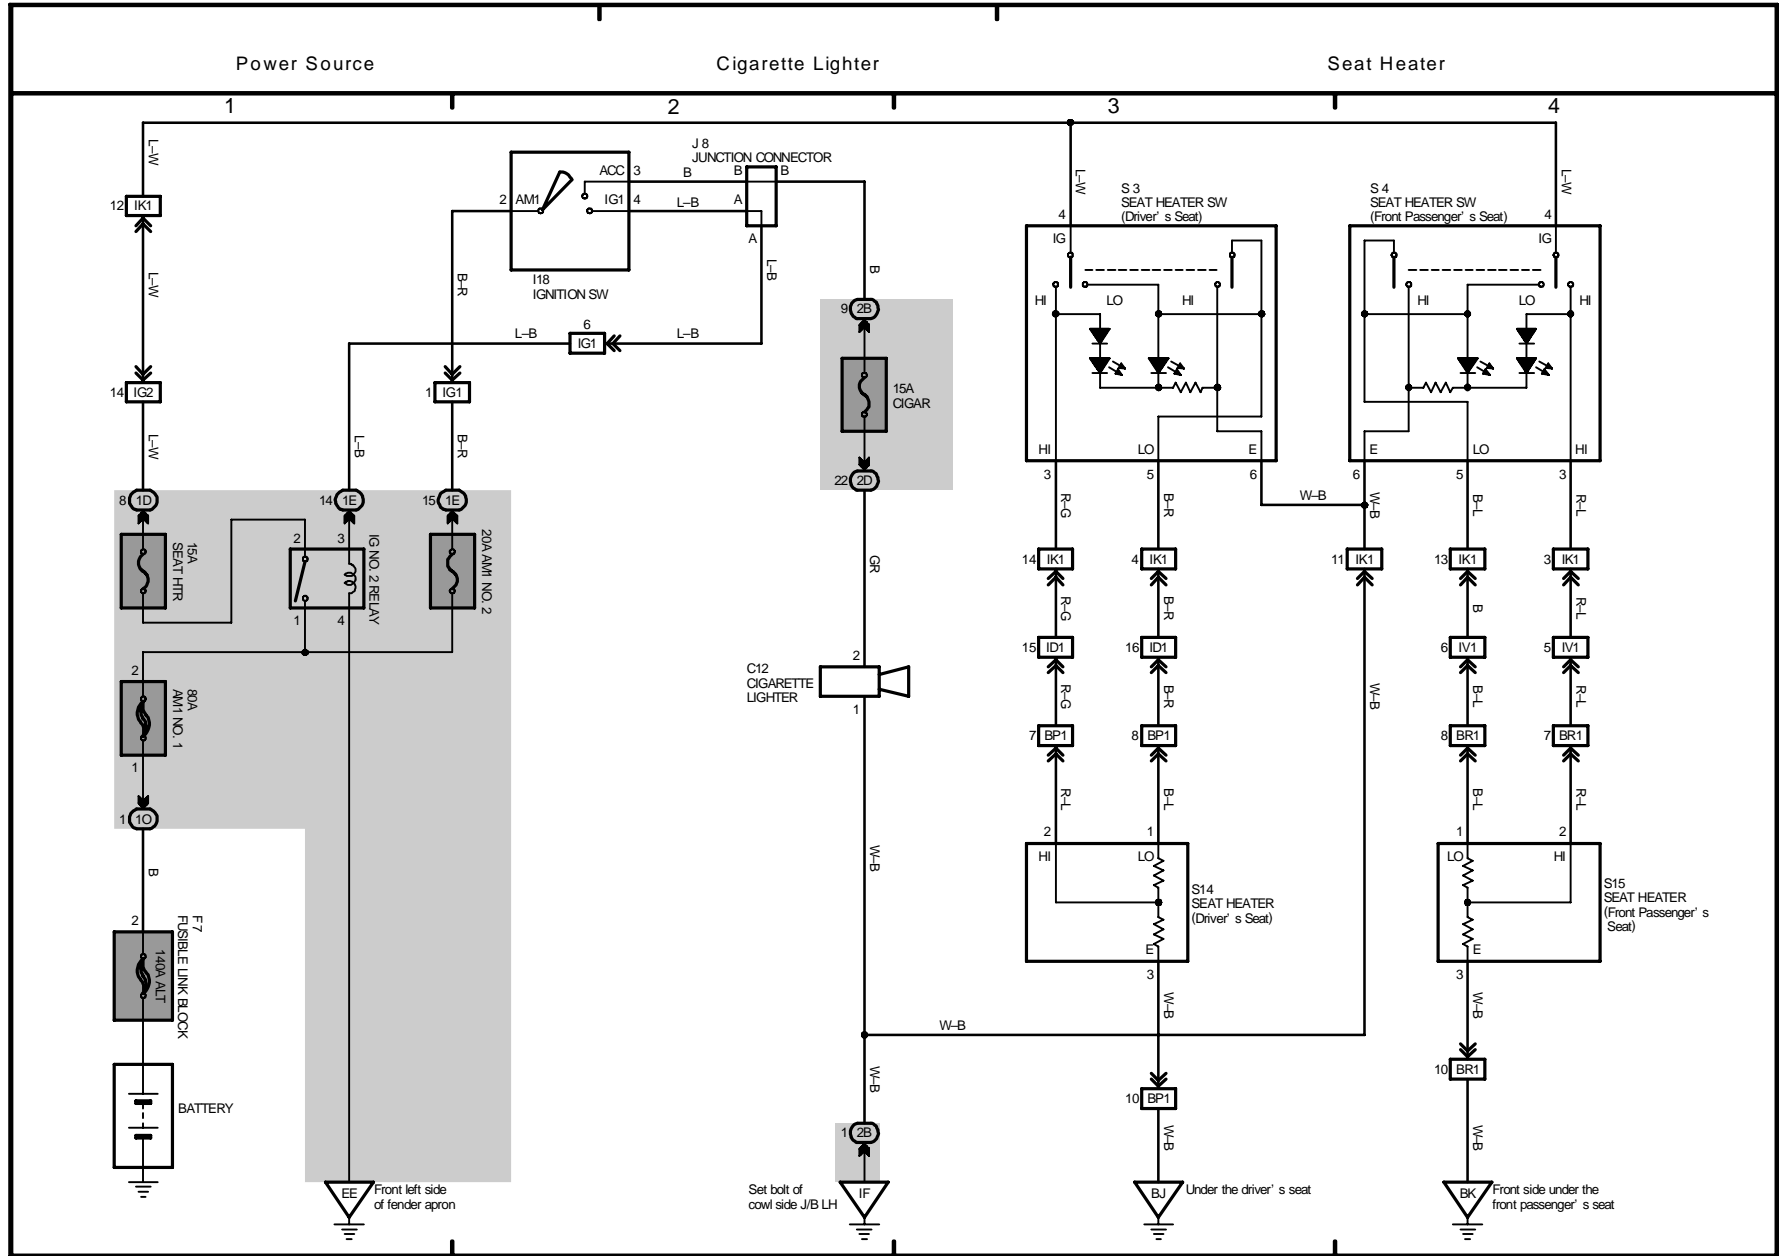 Power Source
Cigarette Lighter
Seat Heater
1
2
3
4
L–W
12
IK1
L–W
14
IG2
L–W
8
1D
15A
SEAT HTR
2
3
1
4
IG NO. 2 RELAY
14
1E
L–B
15
1E
20A AM1 NO. 2
B–R
1
IG1
B–R
2
80A
AM1 NO. 1
1
1
1O
B
2
F7
FUSIBLE LINK BLOCK
140A ALT
BATTERY
EE
Front left side
of fender apron
2
AM1
ACC
3
IG1
4
I18
IGNITION SW
B
L–B
J 8
JUNCTION CONNECTOR
B
B
A
A
L–B
L–B
6
IG1
L–B
B
9
2B
15A
CIGAR
22
2D
GR
2
C12
CIGARETTE
LIGHTER
1
W–B
W–B
W–B
1
2B
Set bolt of
cowl side J/B LH
IF
L–W
4
S 3
SEAT HEATER SW
(Driver's Seat)
IG
HI
LO
HI
HI
LO
E
3
5
6
R–G
B–R
W–B
14
IK1
4
IK1
R–G
B–R
15
ID1
16
ID1
R–G
B–R
7
BP1
8
BP1
R–L
B–L
2
1
HI
LO
E
S14
SEAT HEATER
(Driver's Seat)
3
W–B
10
BP1
W–B
BJ
Under the driver's seat
L–W
4
S 4
SEAT HEATER SW
(Front Passenger's Seat)
IG
HI
LO
HI
E
LO
HI
6
5
3
W–B
B–L
R–L
11
IK1
13
IK1
3
IK1
W–B
B
R–L
6
IV1
5
IV1
B–L
R–L
8
BR1
7
BR1
B–L
R–L
1
2
LO
HI
E
S15
SEAT HEATER
(Front Passenger's
Seat)
3
W–B
10
BR1
W–B
BK
Front side under the
front passenger's seat